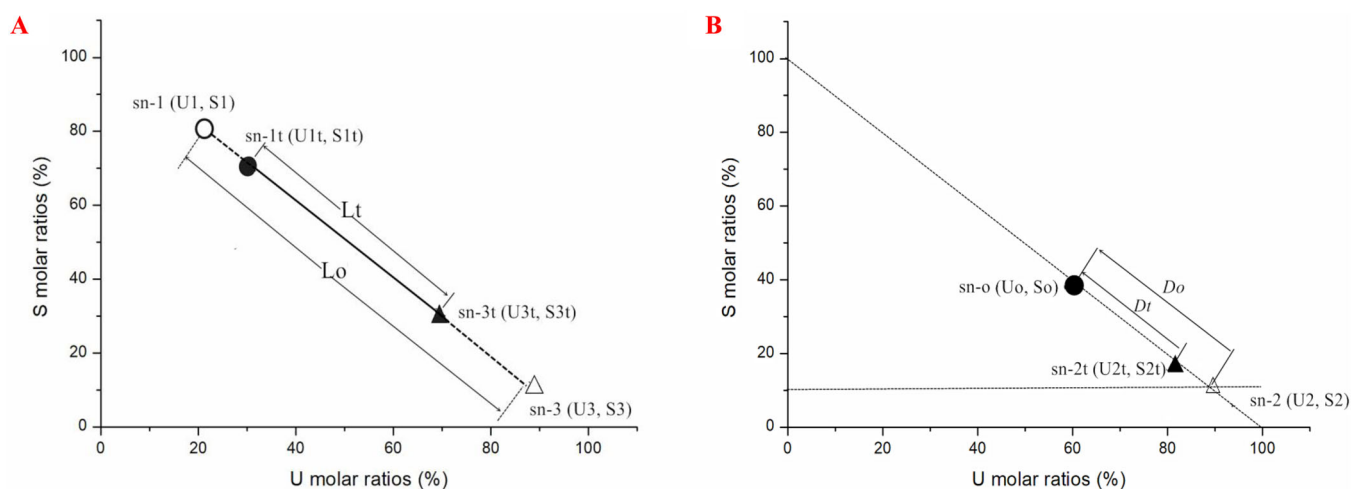 A
S molar ratios (%)
100
80
60
40
20
0
sn-1 (U1, S1)
sn-1t (U1t, S1t)
Lt
Lo
sn-3t (U3t, S3t)
sn-3 (U3, S3)
0 20 40 60 80 100
U molar ratios (%)
B
S molar ratios (%)
100
80
60
40
20
0
sn-o (Uo, So)
Do
Dt
sn-2t (U2t, S2t)
sn-2 (U2, S2)
0 20 40 60 80 100
U molar ratios (%)